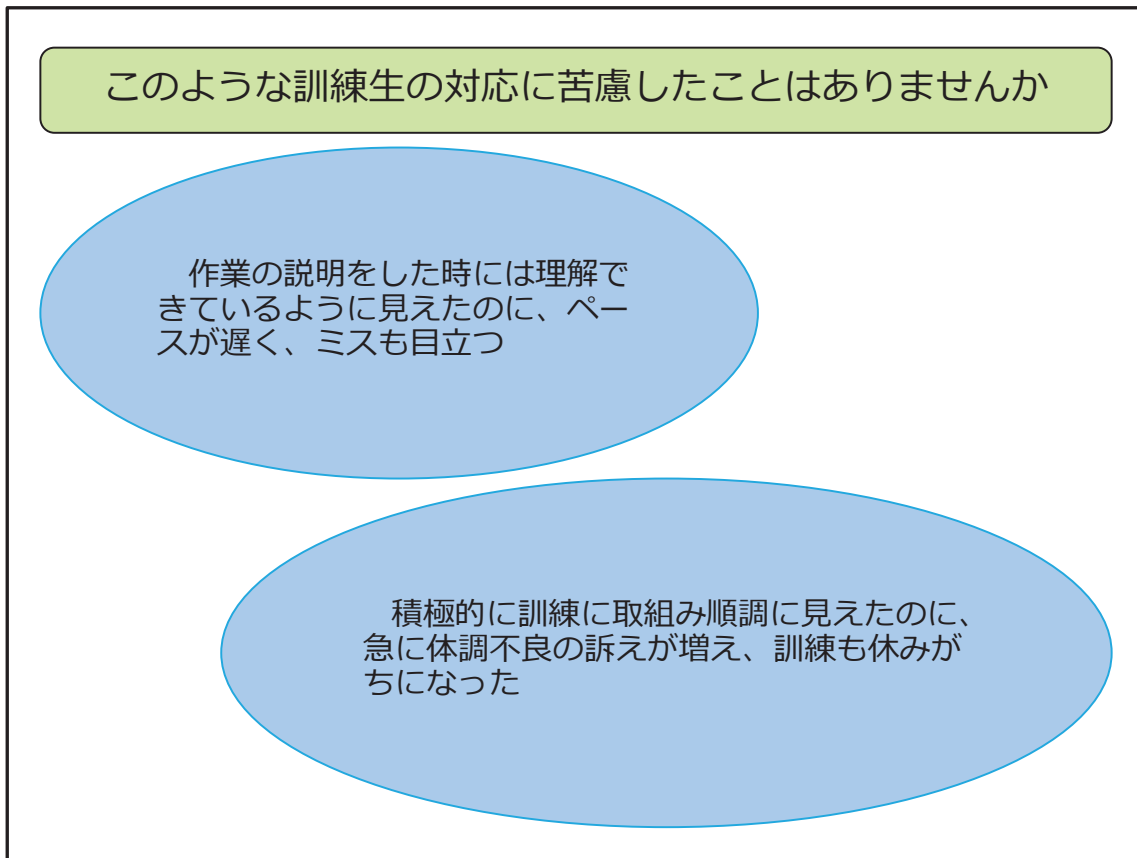 このような訓練生の対応に苦慮したことはありませんか
作業の説明をした時には理解で
きているように見えたのに、ペー
スが遅く、ミスも目立つ
積極的に訓練に取組み順調に見えたのに、
急に体調不良の訴えが増え、訓練も休みが
ちになった